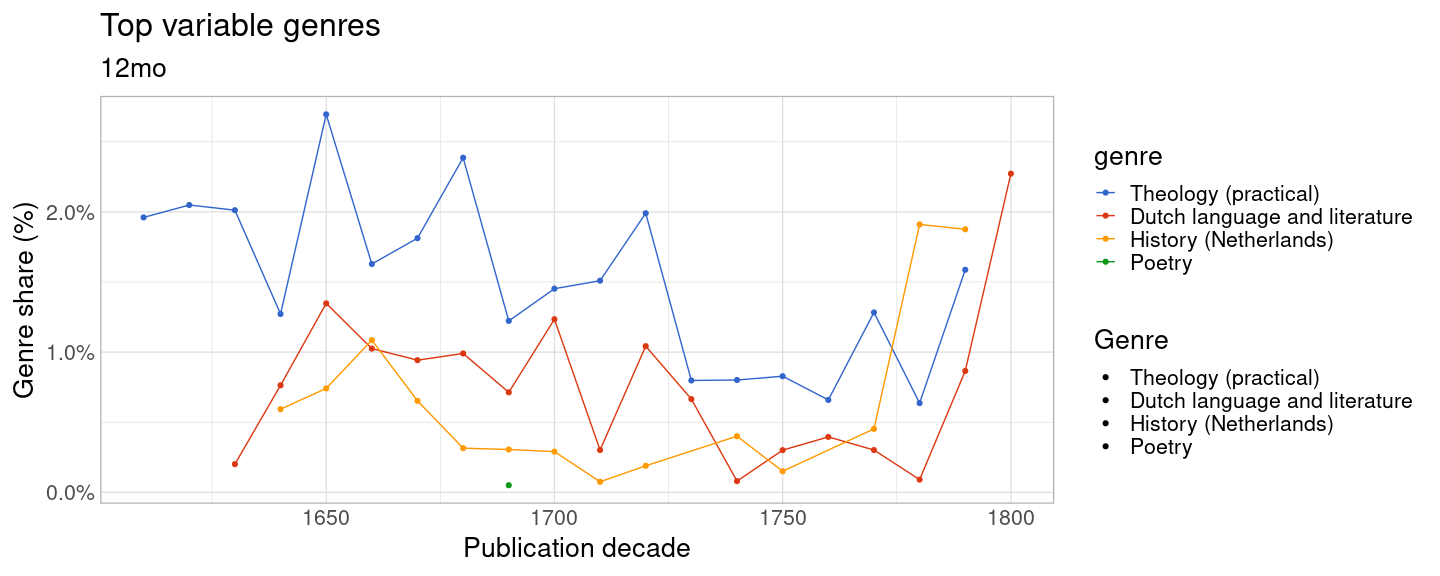 Top variable genres
12mo
Genre share (%)
2.0%
1.0%
0.0%
1650
1700
1750
1800
Publication decade
genre
Theology (practical)
Dutch language and literature
History (Netherlands)
Poetry
Genre
Theology (practical)
Dutch language and literature
History (Netherlands)
Poetry